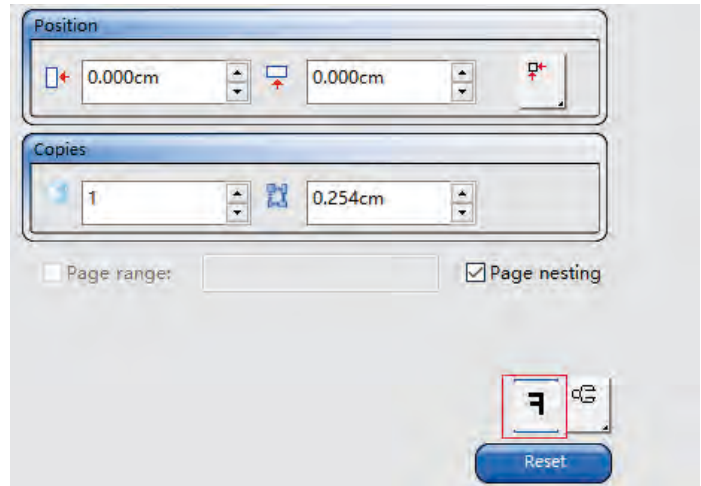 Position
0.000cm 0.000cm
Copies
1 0.254cm
Page range: Page nesting
Reset